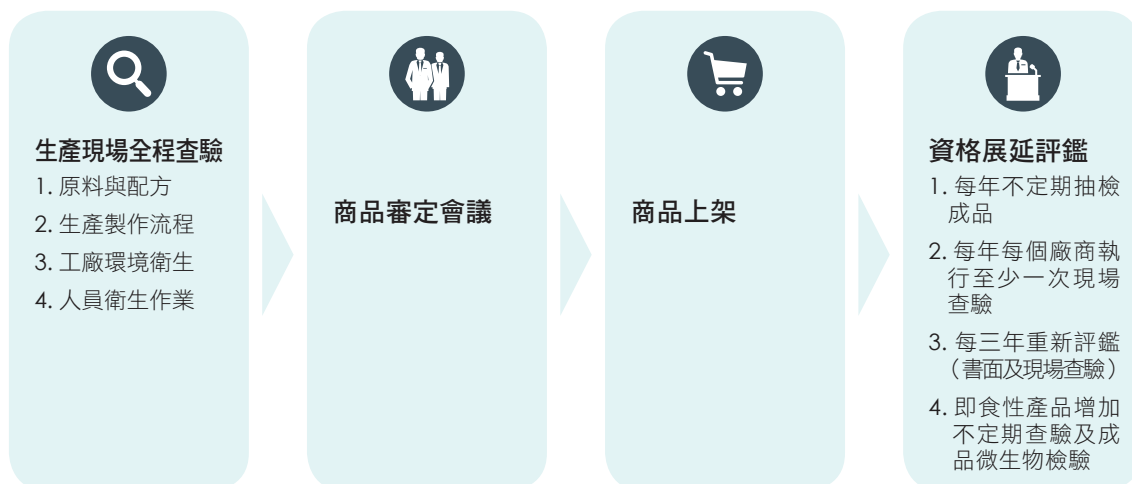 生產現場全程查驗
1. 原料與配方
2. 生產製作流程
3. 工廠環境衛生
4. 人員衛生作業
商品審定會議
商品上架
資格展延評鑑
1. 每年不定期抽檢
成品
2. 每年每個廠商執
行至少一次現場
查驗
3. 每三年重新評鑑
（書面及現場查驗）
4. 即食性產品增加
不定期查驗及成
品微生物檢驗